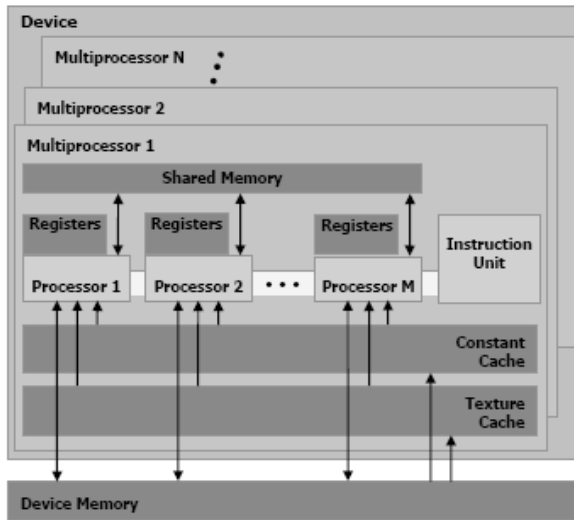 Device
Multiprocessor N
Multiprocessor 2
Multiprocessor 1
Shared Memory
Registers
Registers
Registers
Instruction
Unit
Processor 1
Processor 2
Processor M
Constant
Cache
Texture
Cache
Device Memory